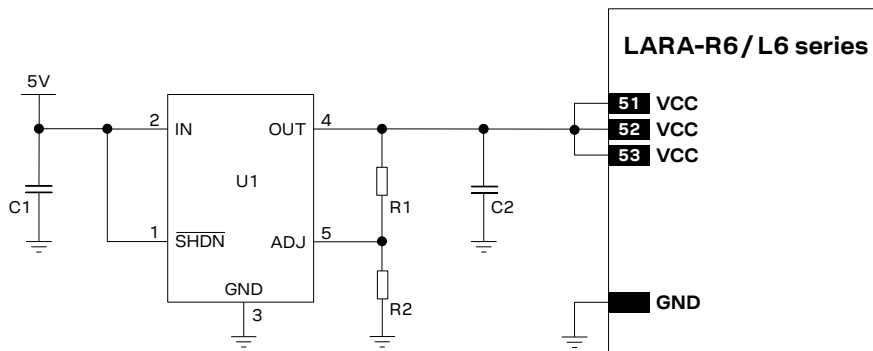 LARA-R6 / L6 series
5V
51 VCC
2 IN OUT 4
52 VCC
53 VCC
U1
C1 R1 C2
1 SHDN ADJ 5
GND
R2
3
GND